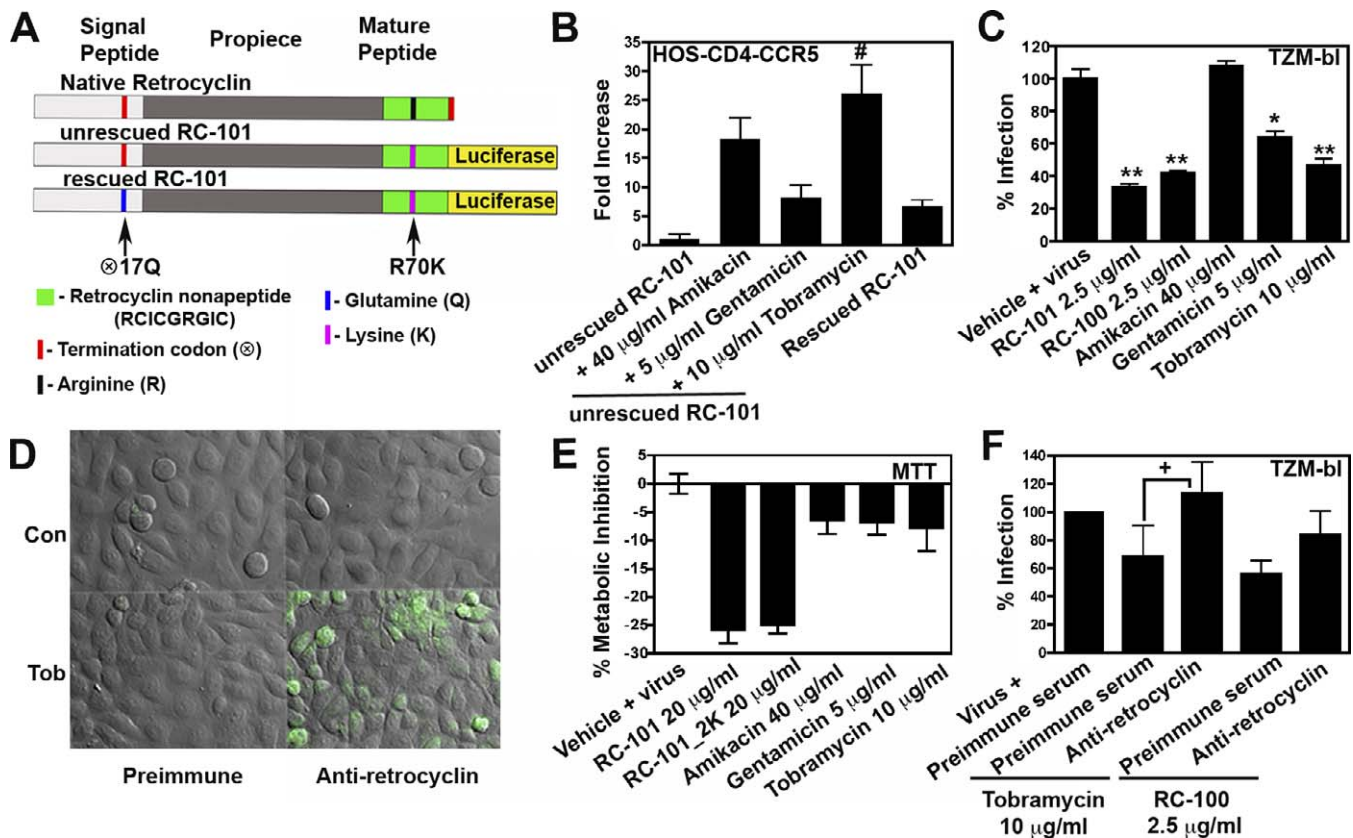 A
Signal
Peptide
Propiece
Mature
Peptide
Native Retrocyclin
unrescued RC-101
Luciferase
rescued RC-101
Luciferase
⊗17Q
R70K
- Retrocyclin nonapeptide
(RCICGRGIC)
- Termination codon (⊗)
- Arginine (R)
- Glutamine (Q)
- Lysine (K)
B
HOS-CD4-CCR5
#
Fold Increase
35
30
25
20
15
10
5
0
unrescued RC-101
+ 40 μg/ml Amikacin
+ 5 μg/ml Gentamicin
+ 10 μg/ml Tobramycin
Rescued RC-101
unrescued RC-101
C
TZM-bl
% Infection
120
100
80
60
40
20
0
**
**
*
**
Vehicle + virus
RC-101 2.5 μg/ml
RC-100 2.5 μg/ml
Amikacin 40 μg/ml
Gentamicin 5 μg/ml
Tobramycin 10 μg/ml
D
Con
Tob
Preimmune
Anti-retrocyclin
E
MTT
% Metabolic Inhibition
5
0
-5
-10
-15
-20
-25
-30
Vehicle + virus
RC-101 20 μg/ml
RC-101_2K 20 μg/ml
Amikacin 40 μg/ml
Gentamicin 5 μg/ml
Tobramycin 10 μg/ml
F
TZM-bl
+
% Infection
140
120
100
80
60
40
20
0
Virus +
Preimmune serum
Preimmune serum
Anti-retrocyclin
Preimmune serum
Anti-retrocyclin
Tobramycin
10 μg/ml
RC-100
2.5 μg/ml